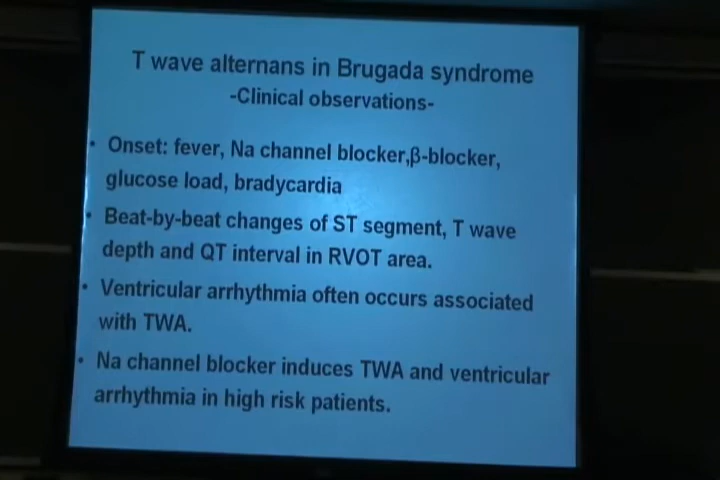 T wave alternans in Brugada syndrome
-Clinical observations-
• Onset: fever, Na channel blocker,β-blocker,
glucose load, bradycardia
• Beat-by-beat changes of ST segment, T wave
depth and QT interval in RVOT area.
• Ventricular arrhythmia often occurs associated
with TWA.
• Na channel blocker induces TWA and ventricular
arrhythmia in high risk patients.